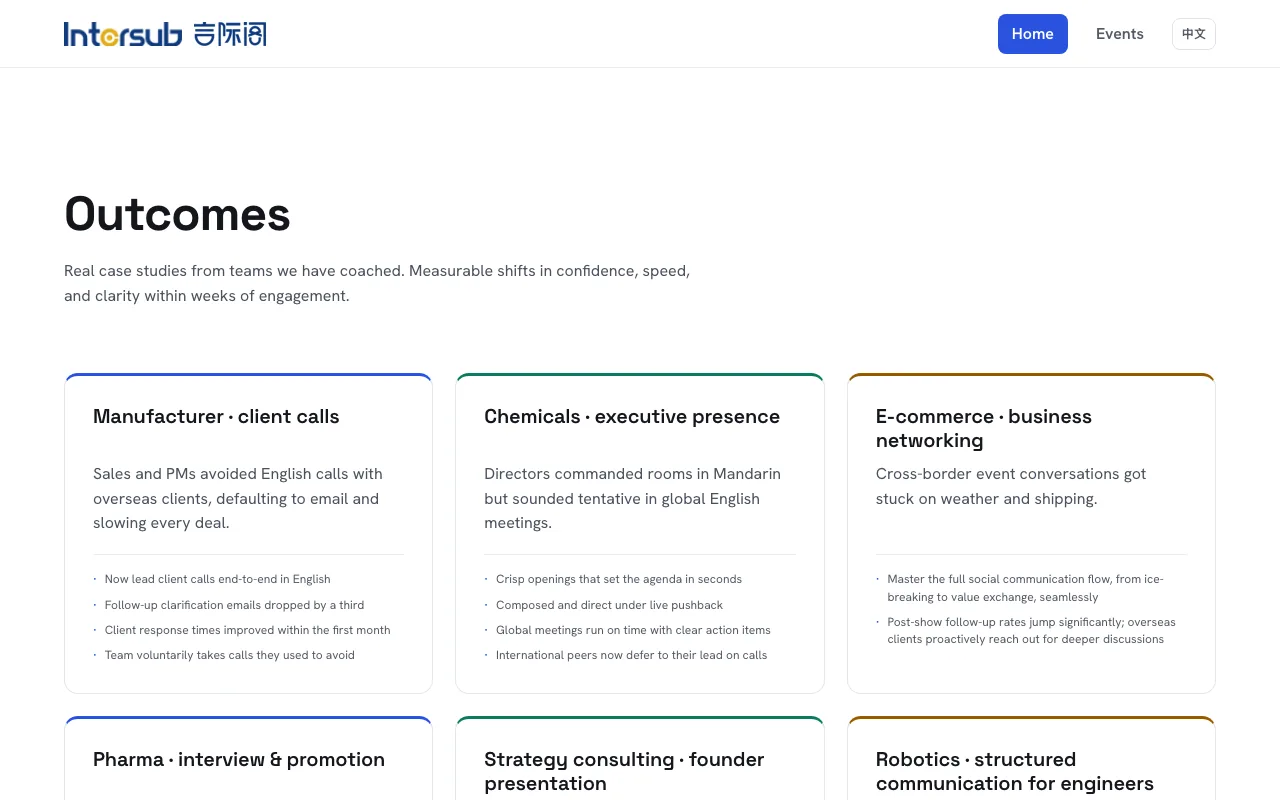 Intersub 言际阁
Home
Events
中文
Outcomes
Real case studies from teams we have coached. Measurable shifts in confidence, speed,
and clarity within weeks of engagement.
Manufacturer · client calls
Sales and PMs avoided English calls with
overseas clients, defaulting to email and
slowing every deal.
· Now lead client calls end-to-end in English
· Follow-up clarification emails dropped by a third
· Client response times improved within the first month
· Team voluntarily takes calls they used to avoid
Chemicals · executive presence
Directors commanded rooms in Mandarin
but sounded tentative in global English
meetings.
· Crisp openings that set the agenda in seconds
· Composed and direct under live pushback
· Global meetings run on time with clear action items
· International peers now defer to their lead on calls
E-commerce · business
networking
Cross-border event conversations got
stuck on weather and shipping.
· Master the full social communication flow, from ice-
breaking to value exchange, seamlessly
· Post-show follow-up rates jump significantly; overseas
clients proactively reach out for deeper discussions
Pharma · interview & promotion
Strategy consulting · founder
presentation
Robotics · structured
communication for engineers